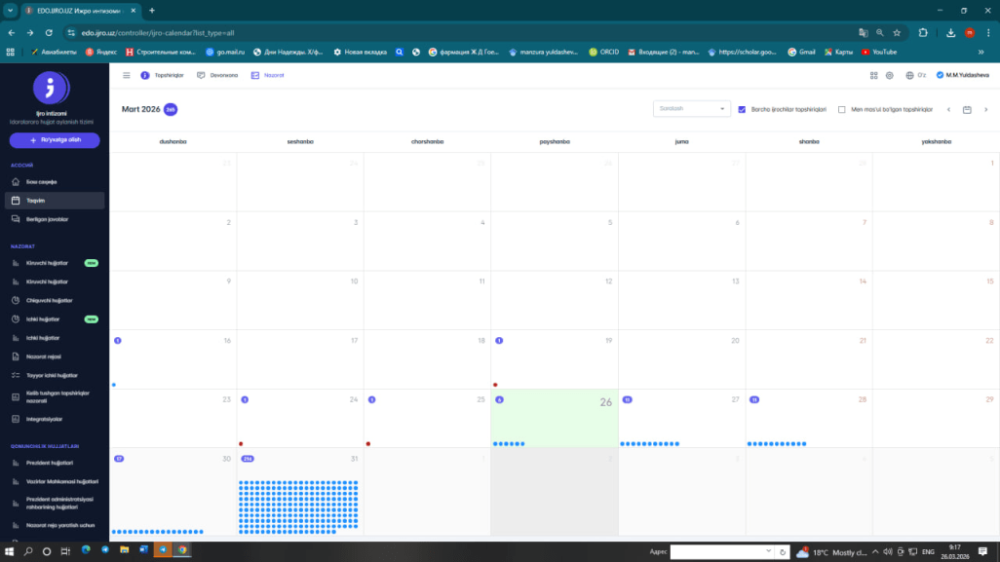 EDO.IJRO.UZ Ижро интизоми -
edo.ijro.uz/controller/ijro-calendar?list_type=all
Авиабилеты
Яндекс
Строительные ком...
go.mail.ru
Дни Надежды. Х/ф...
Новая вкладка
фармация Ж Д Гое...
manzura yuldashev...
ORCID
Входящие (2) - man...
https://scholar.goo...
Gmail
Карты
YouTube
Ijro intizomi
Idoralararo hujjat aylanish tizimi
+ Ro'yxatga olish
АСОСИЙ
Бош саҳифа
Taqvim
Berilgan javoblar
NAZORAT
Kiruvchi hujjatlar new
Kiruvchi hujjatlar
Chiquvchi hujjatlar
Ichki hujjatlar new
Ichki hujjatlar
Nazorat rejasi
Tayyor ichki hujjatlar
Kelib tushgan topshiriqlar
nazorati
Integratsiyalar
QONUNCHILIK HUJJATLARI
Prezident hujjatlari
Vazirlar Mahkamasi hujjatlari
Prezident administratsiyasi
rahbarining hujjatlari
Nazorat reja yaratish uchun
Topshiriqlar
Devonxona
Nazorat
O'z
M.M.Yuldasheva
Mart 2026 265
Saralash
Barcha ijrochilar topshiriqlari
Men mas'ul bo'lgan topshiriqlar
dushanba seshanba chorshanba payshanba juma shanba yakshanba
23 24 25 26 27 28 1
2 3 4 5 6 7 8
9 10 11 12 13 14 15
1 16 17 18 1 19 20 21 22
23 1 24 1 25 6 26 11 27 11 28 29
17 30 216 31 1 2 3 4 5
Адрес
18°C Mostly cl...
ENG
9:17
26.03.2026